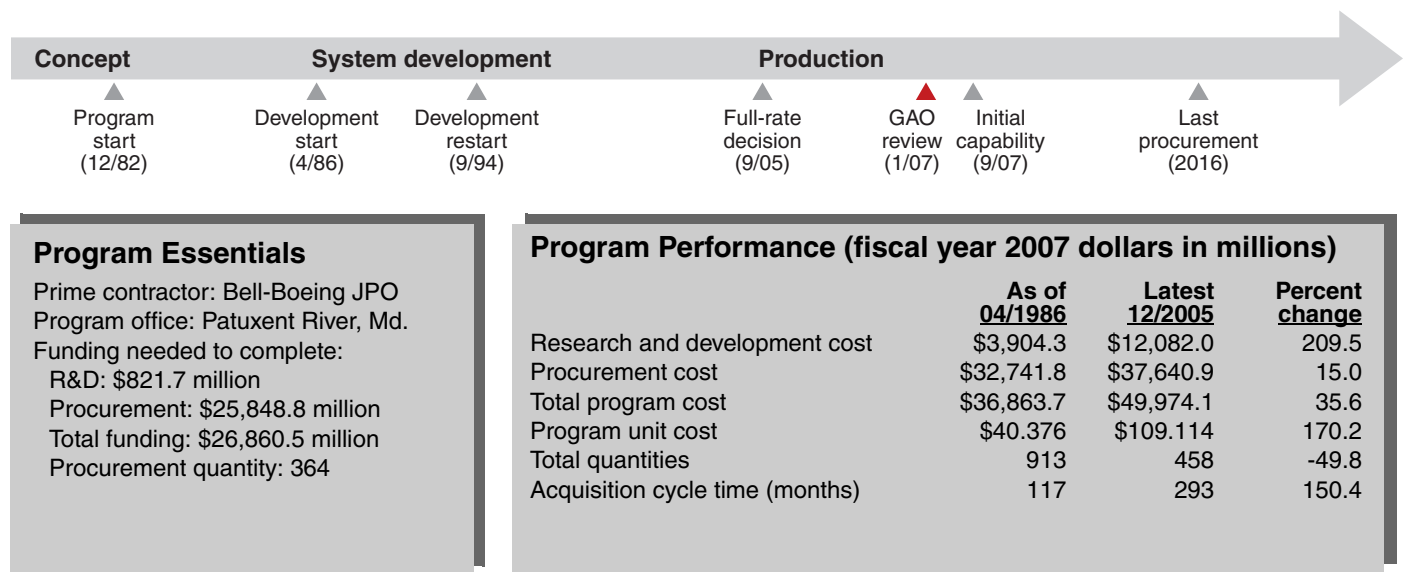 Concept System development Production
Program start (12/82)
Development start (4/86)
Development restart (9/94)
Full-rate decision (9/05)
GAO review (1/07)
Initial capability (9/07)
Last procurement (2016)
Program Essentials
Prime contractor: Bell-Boeing JPO
Program office: Patuxent River, Md.
Funding needed to complete:
R&D: $821.7 million
Procurement: $25,848.8 million
Total funding: $26,860.5 million
Procurement quantity: 364
Program Performance (fiscal year 2007 dollars in millions)
As of Latest Percent
04/1986 12/2005 change
Research and development cost $3,904.3 $12,082.0 209.5
Procurement cost $32,741.8 $37,640.9 15.0
Total program cost $36,863.7 $49,974.1 35.6
Program unit cost $40.376 $109.114 170.2
Total quantities 913 458 -49.8
Acquisition cycle time (months) 117 293 150.4